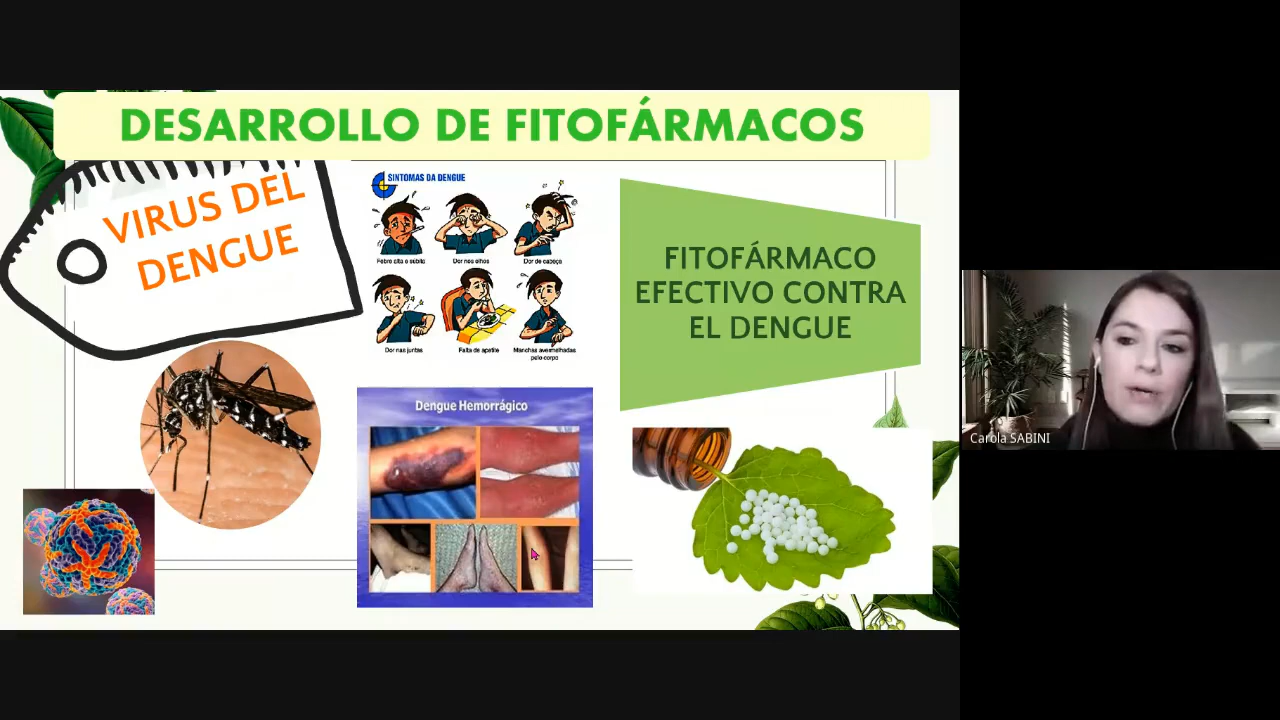 DESARROLLO DE FITOFÁRMACOS
VIRUS DEL
DENGUE
SINTOMAS DA DENGUE
Febre alta e súbita
Dor nos olhos
Dor de cabeça
Dor nas juntas
Falta de apetite
Manchas avermelhadas
pelo corpo
Dengue Hemorrágico
FITOFÁRMACO
EFECTIVO CONTRA
EL DENGUE
Carola SABINI